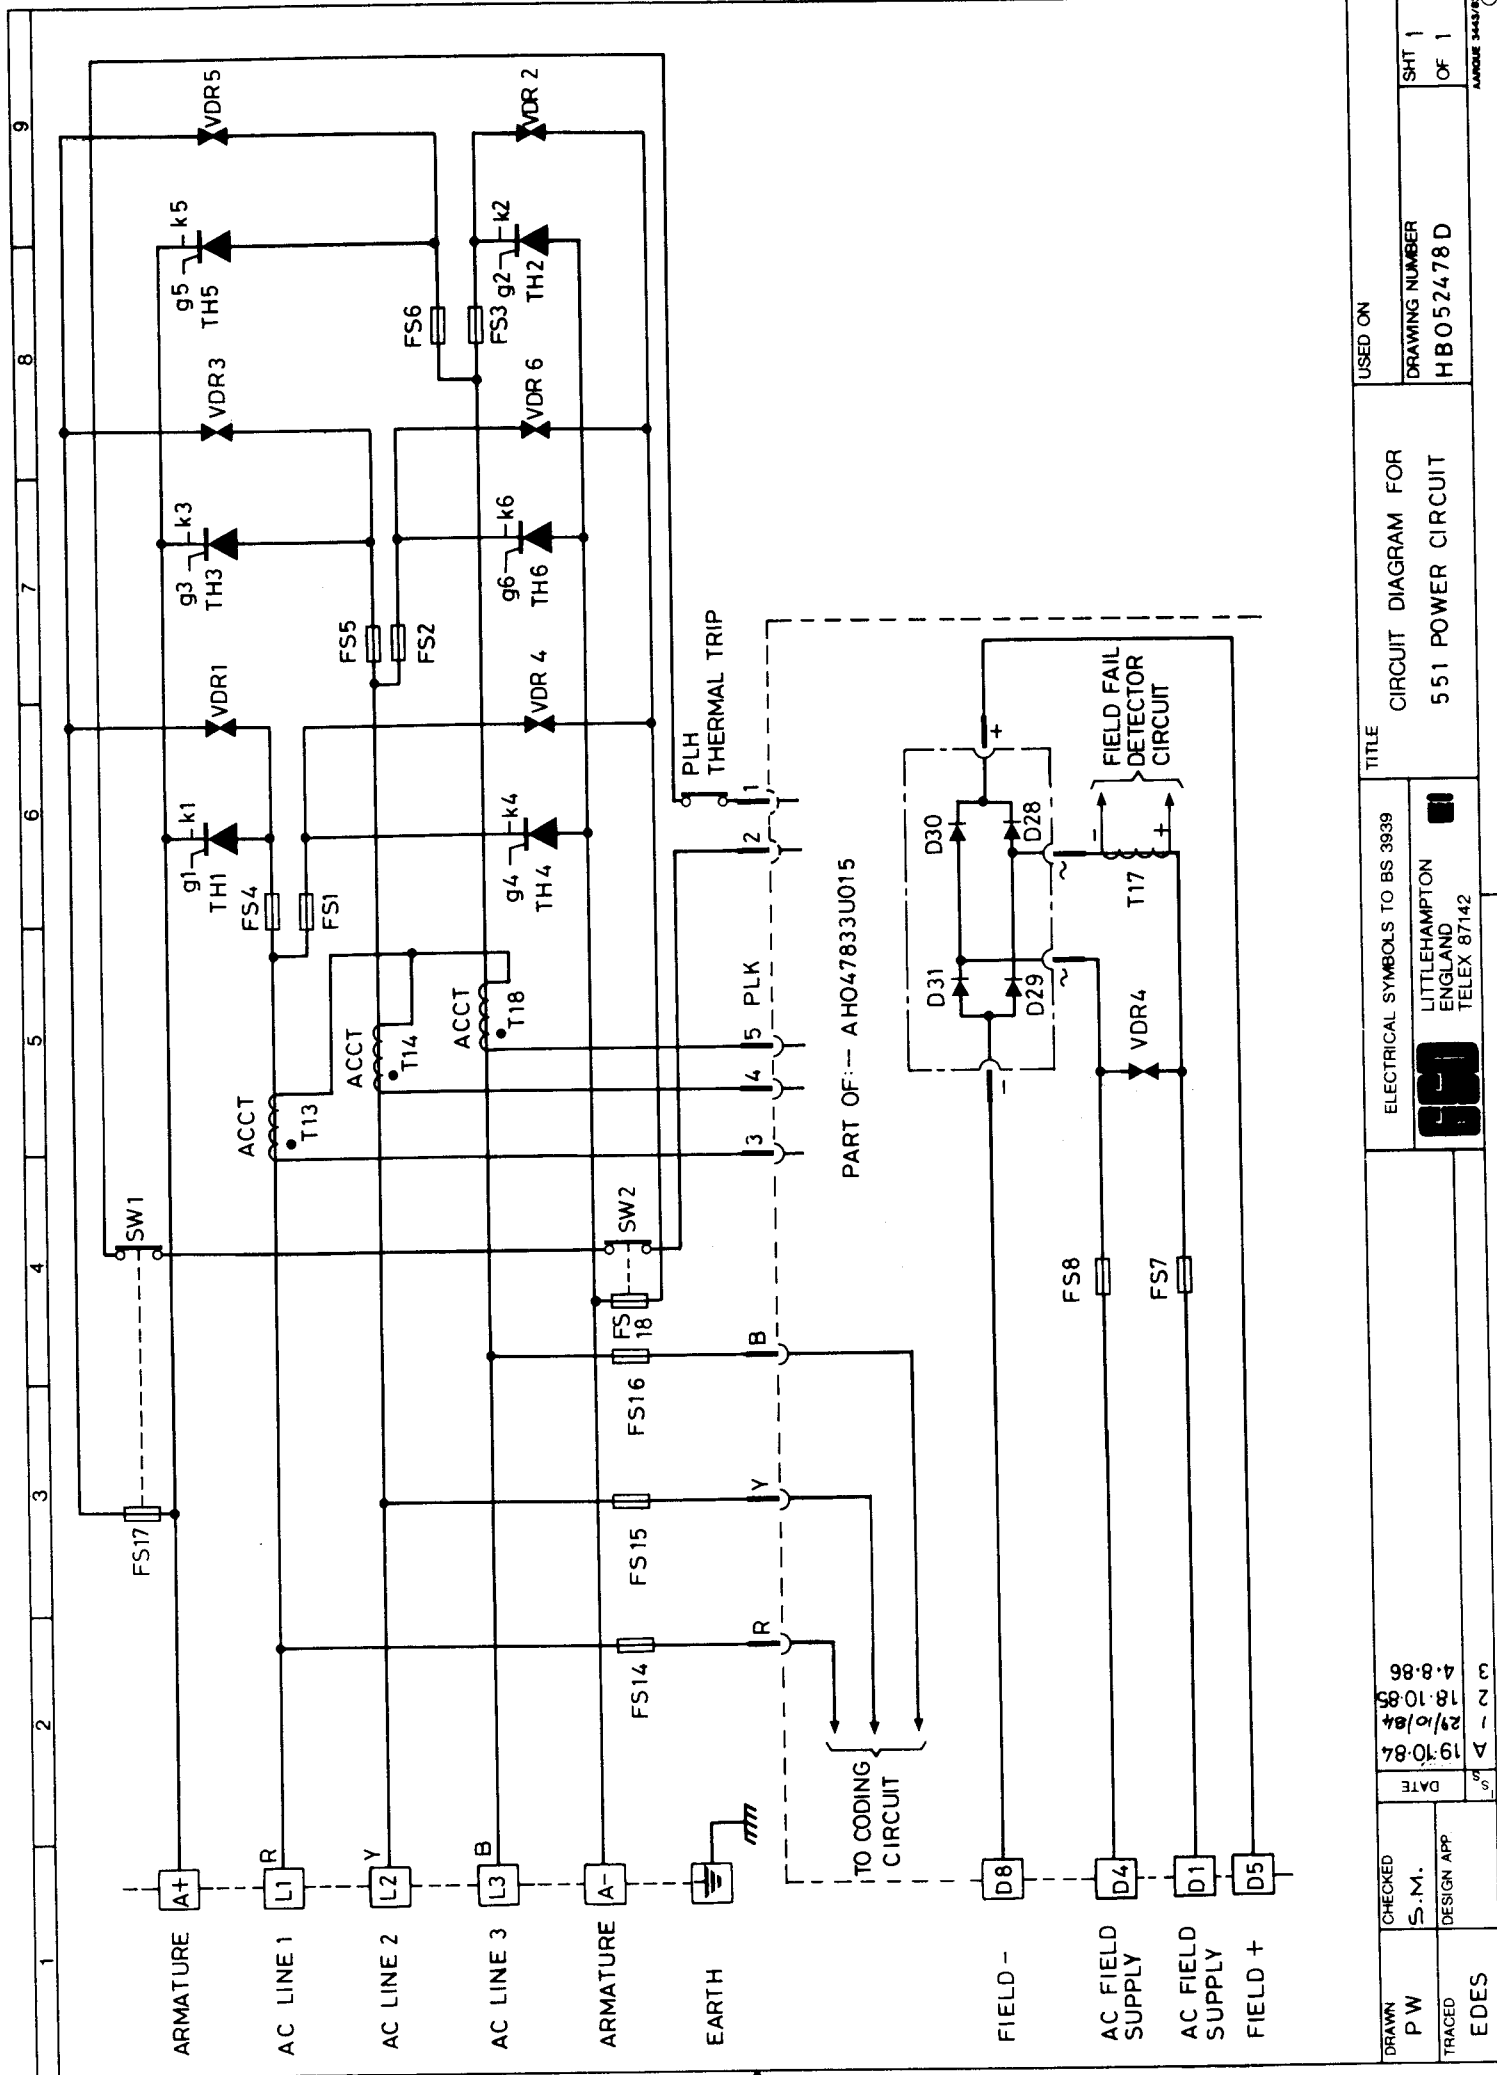 1 2 3 4 5 6 7 8 9
ARMATURE A+
AC LINE 1 L1 R
AC LINE 2 L2 Y
AC LINE 3 L3 B
ARMATURE A-
EARTH
FS17
SW1
ACCT
T13
ACCT
T14
ACCT
T18
g1 k1
TH1
VDR1
g3 k3
TH3
VDR3
g5 k5
TH5
VDR5
FS4
FS1
FS5
FS2
FS6
FS3
g4 k4
TH4
VDR 4
g6 k6
TH6
VDR 6
g2 k2
TH2
VDR 2
SW2
FS
18
FS14
FS15
FS16
R Y B 3 4 5 PLK 2 1
PLH
THERMAL TRIP
TO CODING
CIRCUIT
PART OF:-- AH047833U015
FIELD- D8
AC FIELD
SUPPLY
D4
AC FIELD
SUPPLY
D1
FIELD + D5
FS8
FS7
VDR4
D31
D29
D30
D28
- ~ ~ +
T17
- +
FIELD FAIL
DETECTOR
CIRCUIT
DRAWN
PW
TRACED
EDES
CHECKED
S.M.
DESIGN APP.
DATE
A 19.10.84
1 29/10/84
2 18.10.85
3 4.8.86
ELECTRICAL SYMBOLS TO BS 3939
LITTLEHAMPTON
ENGLAND
TELEX 87142
TITLE
CIRCUIT DIAGRAM FOR
551 POWER CIRCUIT
USED ON
DRAWING NUMBER
HB052478D
SHT 1
OF 1